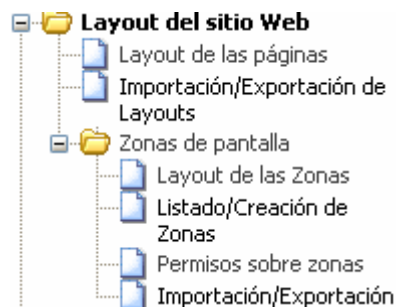 Layout del sitio Web
Layout de las páginas
Importación/Exportación de
Layouts
Zonas de pantalla
Layout de las Zonas
Listado/Creación de
Zonas
Permisos sobre zonas
Importación/Exportación